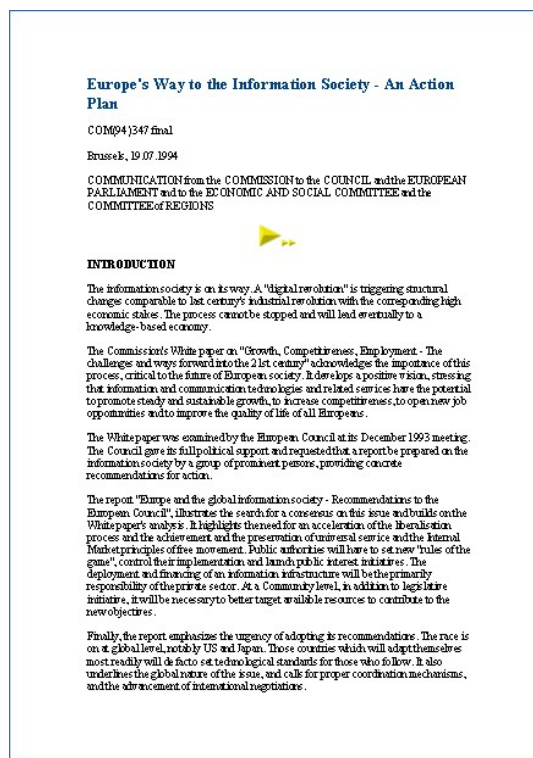 Europe's Way to the Information Society - An Action
Plan
COM(94)347 final
Brussels, 19.07.1994
COMMUNICATION from the COMMISSION to the COUNCIL and the EUROPEAN
PARLIAMENT and to the ECONOMIC AND SOCIAL COMMITTEE and the
COMMITTEE of REGIONS
INTRODUCTION
The information society is on its way. A "digital revolution" is triggering structural
changes comparable to last century's industrial revolution with the corresponding high
economic stakes. The process cannot be stopped and will lead eventually to a
knowledge-based economy.
The Commission's White paper on "Growth, Competitiveness, Employment - The
challenges and ways forward into the 21st century" acknowledges the importance of this
process, critical to the future of European society. It develops a positive vision, stressing
that information and communication technologies and related services have the potential
to promote steady and sustainable growth, to increase competitiveness, to open new job
opportunities and to improve the quality of life of all Europeans.
The White paper was examined by the European Council at its December 1993 meeting.
The Council gave its full political support and requested that a report be prepared on the
information society by a group of prominent persons, providing concrete
recommendations for action.
The report "Europe and the global information society - Recommendations to the
European Council", illustrates the search for a consensus on this issue and builds on the
White paper's analysis. It highlights the need for an acceleration of the liberalisation
process and the achievement and the preservation of universal service and the Internal
Market principles of free movement. Public authorities will have to set new "rules of the
game", control their implementation and launch public interest initiatives. The
deployment and financing of an information infrastructure will be the primarily
responsibility of the private sector. At a Community level, in addition to legislative
initiative, it will be necessary to better target available resources to contribute to the
new objectives.
Finally, the report emphasizes the urgency of adopting its recommendations. The race is
on at global level, notably US and Japan. Those countries which will adapt themselves
most readily will de facto set technological standards for those who follow. It also
underlines the global nature of the issue, and calls for proper coordination mechanisms,
and the advancement of international negotiations.